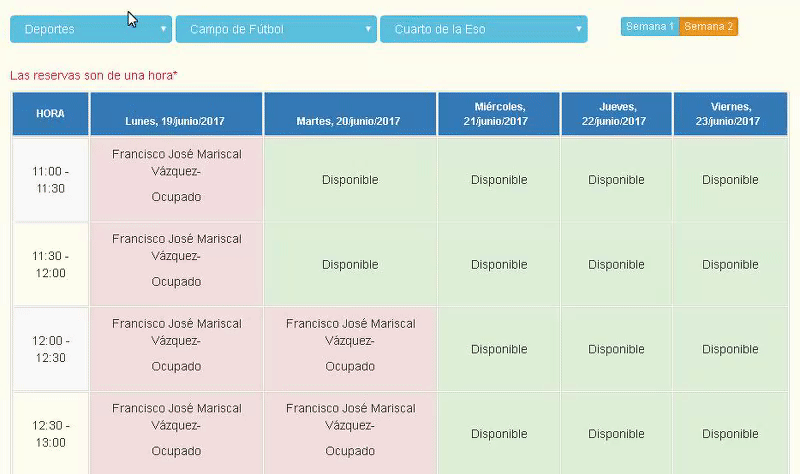 Deportes Campo de Fútbol Cuarto de la Eso Semana 1 Semana 2
Las reservas son de una hora*
HORA Lunes, 19/junio/2017 Martes, 20/junio/2017 Miércoles, 21/junio/2017 Jueves, 22/junio/2017 Viernes, 23/junio/2017
11:00 - 11:30 Francisco José Mariscal Vázquez- Ocupado Disponible Disponible Disponible Disponible
11:30 - 12:00 Francisco José Mariscal Vázquez- Ocupado Disponible Disponible Disponible Disponible
12:00 - 12:30 Francisco José Mariscal Vázquez- Ocupado Francisco José Mariscal Vázquez- Ocupado Disponible Disponible Disponible
12:30 - 13:00 Francisco José Mariscal Vázquez- Ocupado Francisco José Mariscal Vázquez- Ocupado Disponible Disponible Disponible